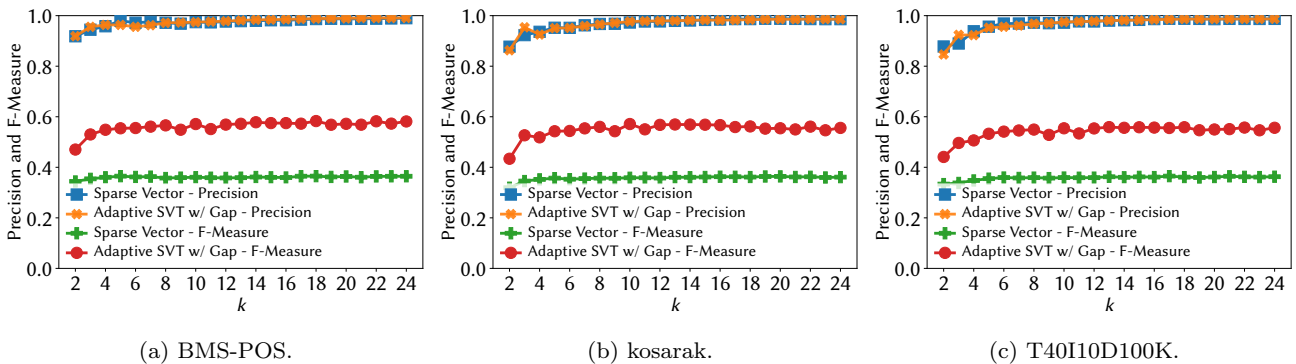 Precision and F-Measure
1.0
0.8
0.6
0.4
0.2
0.0
Sparse Vector - Precision
Adaptive SVT w/ Gap - Precision
Sparse Vector - F-Measure
Adaptive SVT w/ Gap - F-Measure
2 4 6 8 10 12 14 16 18 20 22 24
k
(a) BMS-POS.
Precision and F-Measure
1.0
0.8
0.6
0.4
0.2
0.0
Sparse Vector - Precision
Adaptive SVT w/ Gap - Precision
Sparse Vector - F-Measure
Adaptive SVT w/ Gap - F-Measure
2 4 6 8 10 12 14 16 18 20 22 24
k
(b) kosarak.
Precision and F-Measure
1.0
0.8
0.6
0.4
0.2
0.0
Sparse Vector - Precision
Adaptive SVT w/ Gap - Precision
Sparse Vector - F-Measure
Adaptive SVT w/ Gap - F-Measure
2 4 6 8 10 12 14 16 18 20 22 24
k
(c) T40I10D100K.